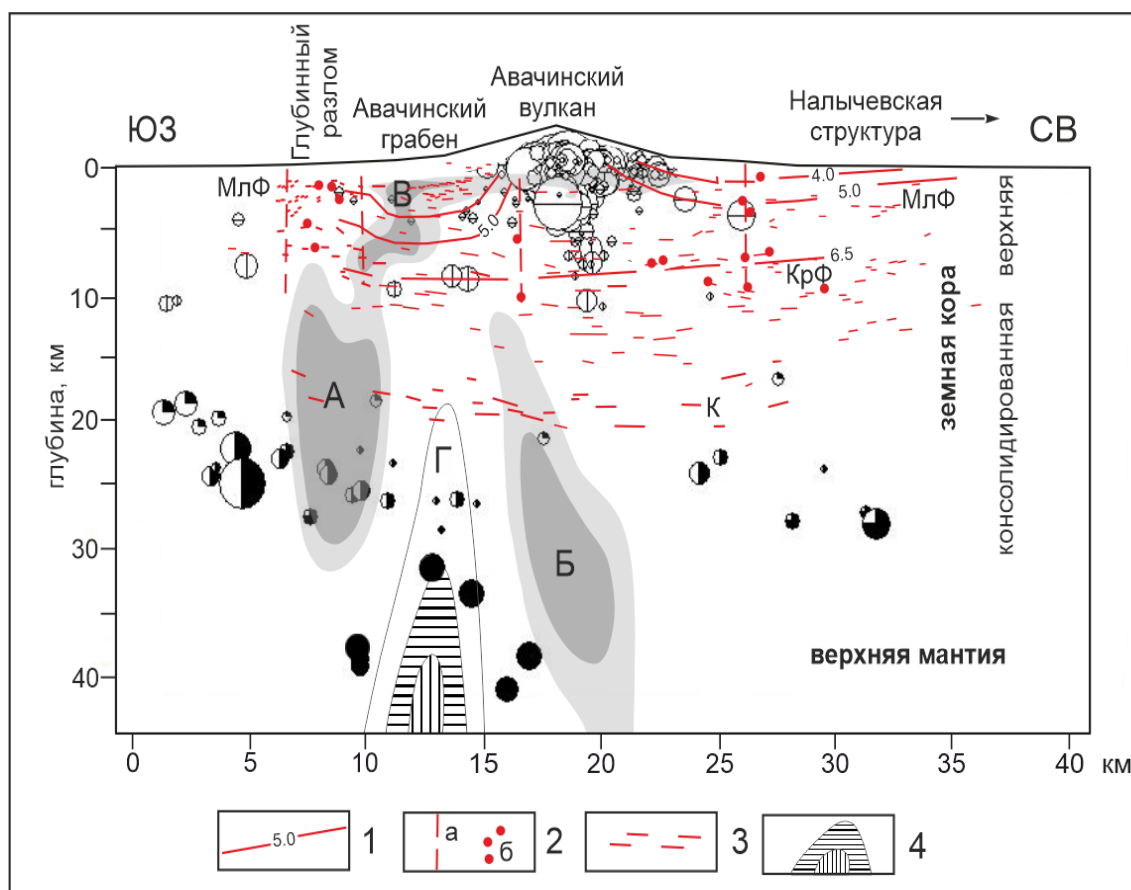 ЮЗ
Глубинный
разлом
Авачинский
грабен
Авачинский
вулкан
Налычевская
структура
СВ
0
МлФ
В
4.0
5.0
5.0
МлФ
6.5
КрФ
10
А
К
20
Г
Б
30
40
глубина, км
верхняя
консолидированная
земная кора
верхняя мантия
0 5 10 15 20 25 30 35 40 км
5.0 1
а б 2
3
4